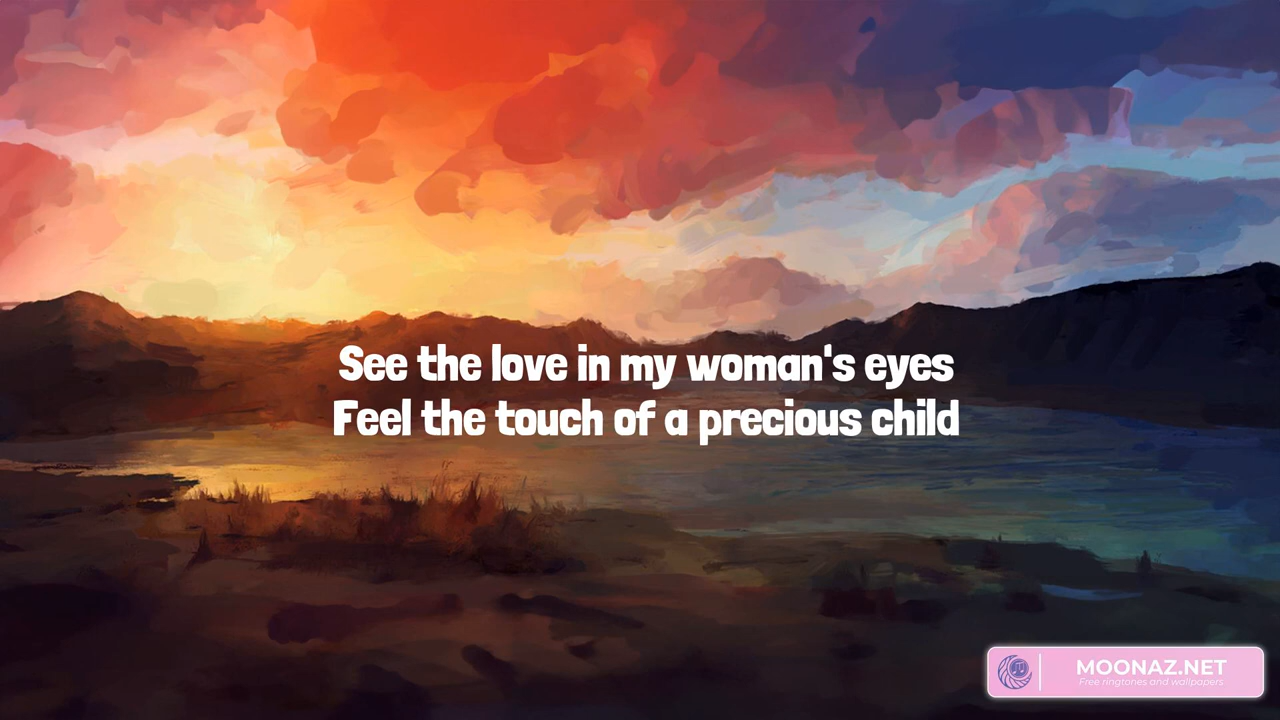 See the love in my woman's eyes
Feel the touch of a precious child
MOONAZ.NET
Free ringtones and wallpapers